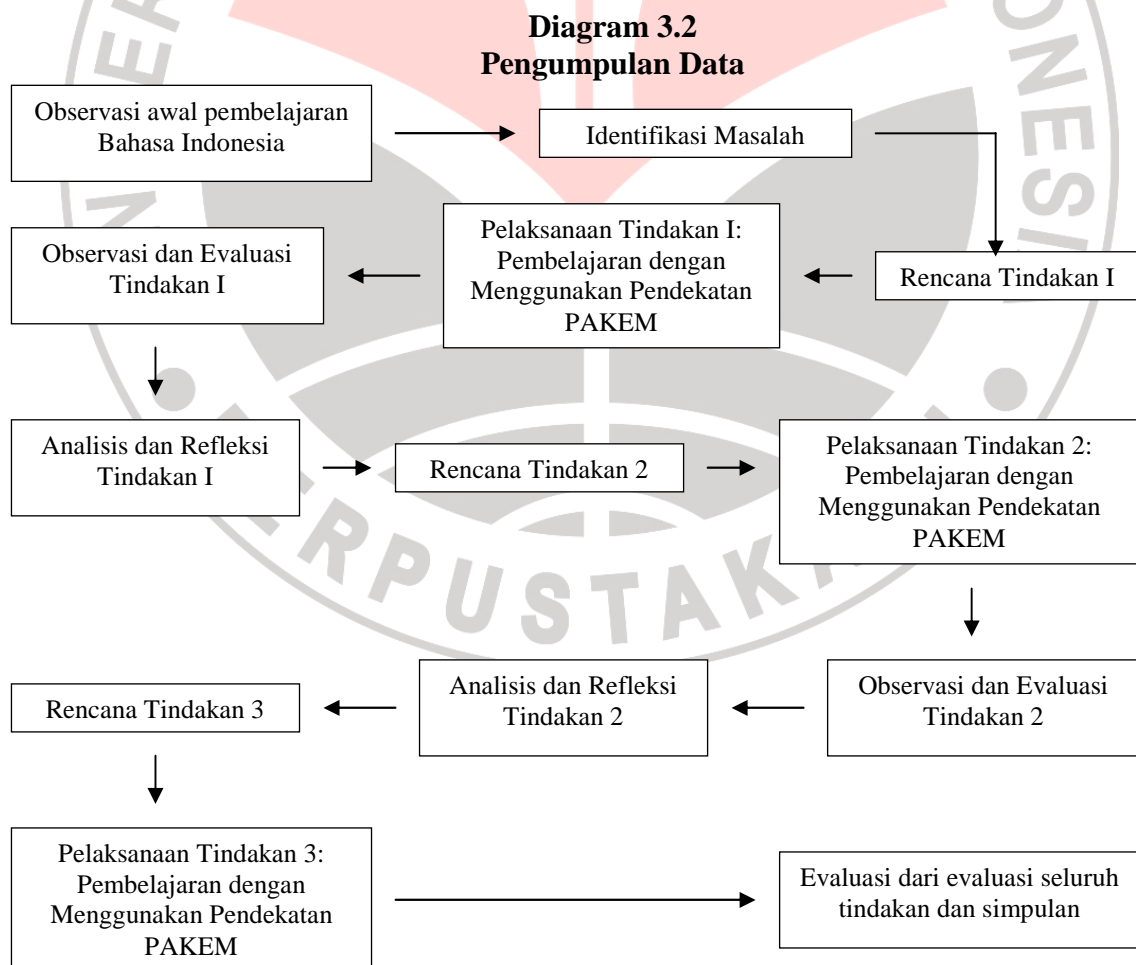 Diagram 3.2
Pengumpulan Data
Observasi awal pembelajaran
Bahasa Indonesia
Identifikasi Masalah
Rencana Tindakan I
Pelaksanaan Tindakan I:
Pembelajaran dengan
Menggunakan Pendekatan
PAKEM
Observasi dan Evaluasi
Tindakan I
Analisis dan Refleksi
Tindakan I
Rencana Tindakan 2
Pelaksanaan Tindakan 2:
Pembelajaran dengan
Menggunakan Pendekatan
PAKEM
Observasi dan Evaluasi
Tindakan 2
Analisis dan Refleksi
Tindakan 2
Rencana Tindakan 3
Pelaksanaan Tindakan 3:
Pembelajaran dengan
Menggunakan Pendekatan
PAKEM
Evaluasi dari evaluasi seluruh
tindakan dan simpulan